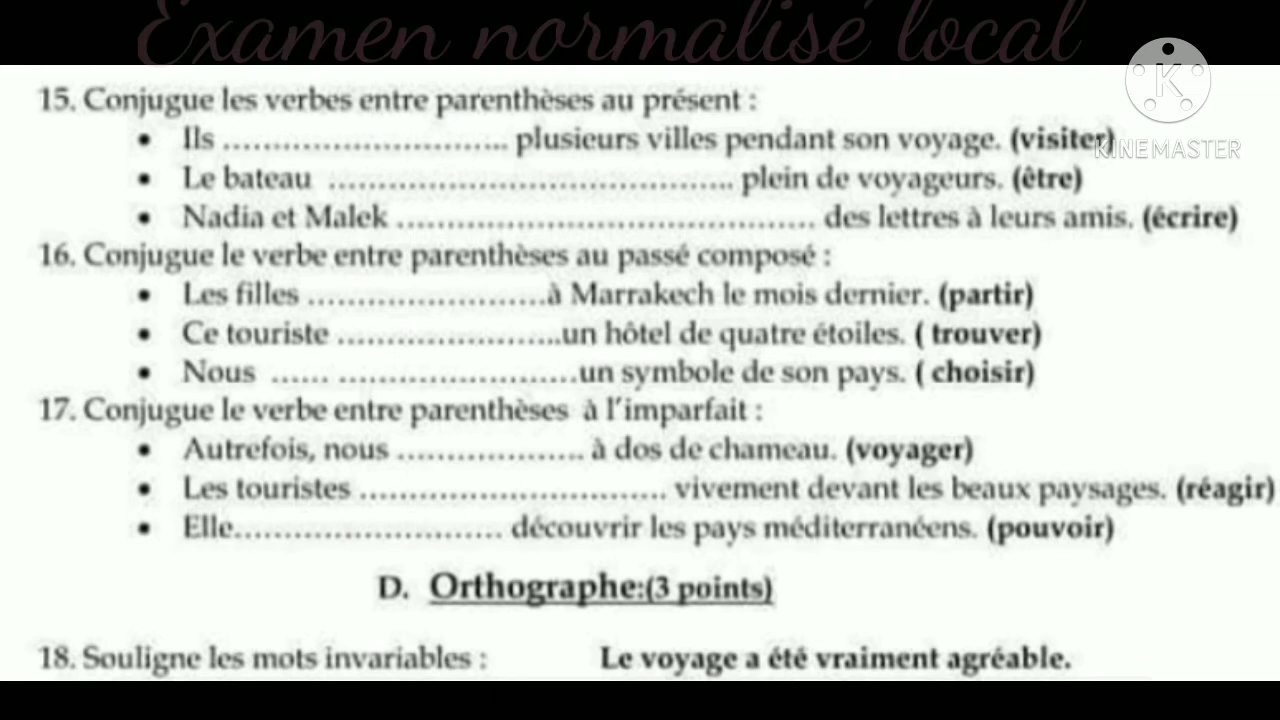 Examen normalisé local
K
KINEMASTER
15. Conjugue les verbes entre parenthèses au présent :
• Ils ............................. plusieurs villes pendant son voyage. (visiter)
• Le bateau ......................................... plein de voyageurs. (être)
• Nadia et Malek .......................................... des lettres à leurs amis. (écrire)
16. Conjugue le verbe entre parenthèses au passé composé :
• Les filles ........................à Marrakech le mois dernier. (partir)
• Ce touriste .......................un hôtel de quatre étoiles. ( trouver)
• Nous ...... ........................un symbole de son pays. ( choisir)
17. Conjugue le verbe entre parenthèses à l'imparfait :
• Autrefois, nous ................... à dos de chameau. (voyager)
• Les touristes ............................... vivement devant les beaux paysages. (réagir)
• Elle........................... découvrir les pays méditerranéens. (pouvoir)
D. Orthographe:(3 points)
18. Souligne les mots invariables : Le voyage a été vraiment agréable.